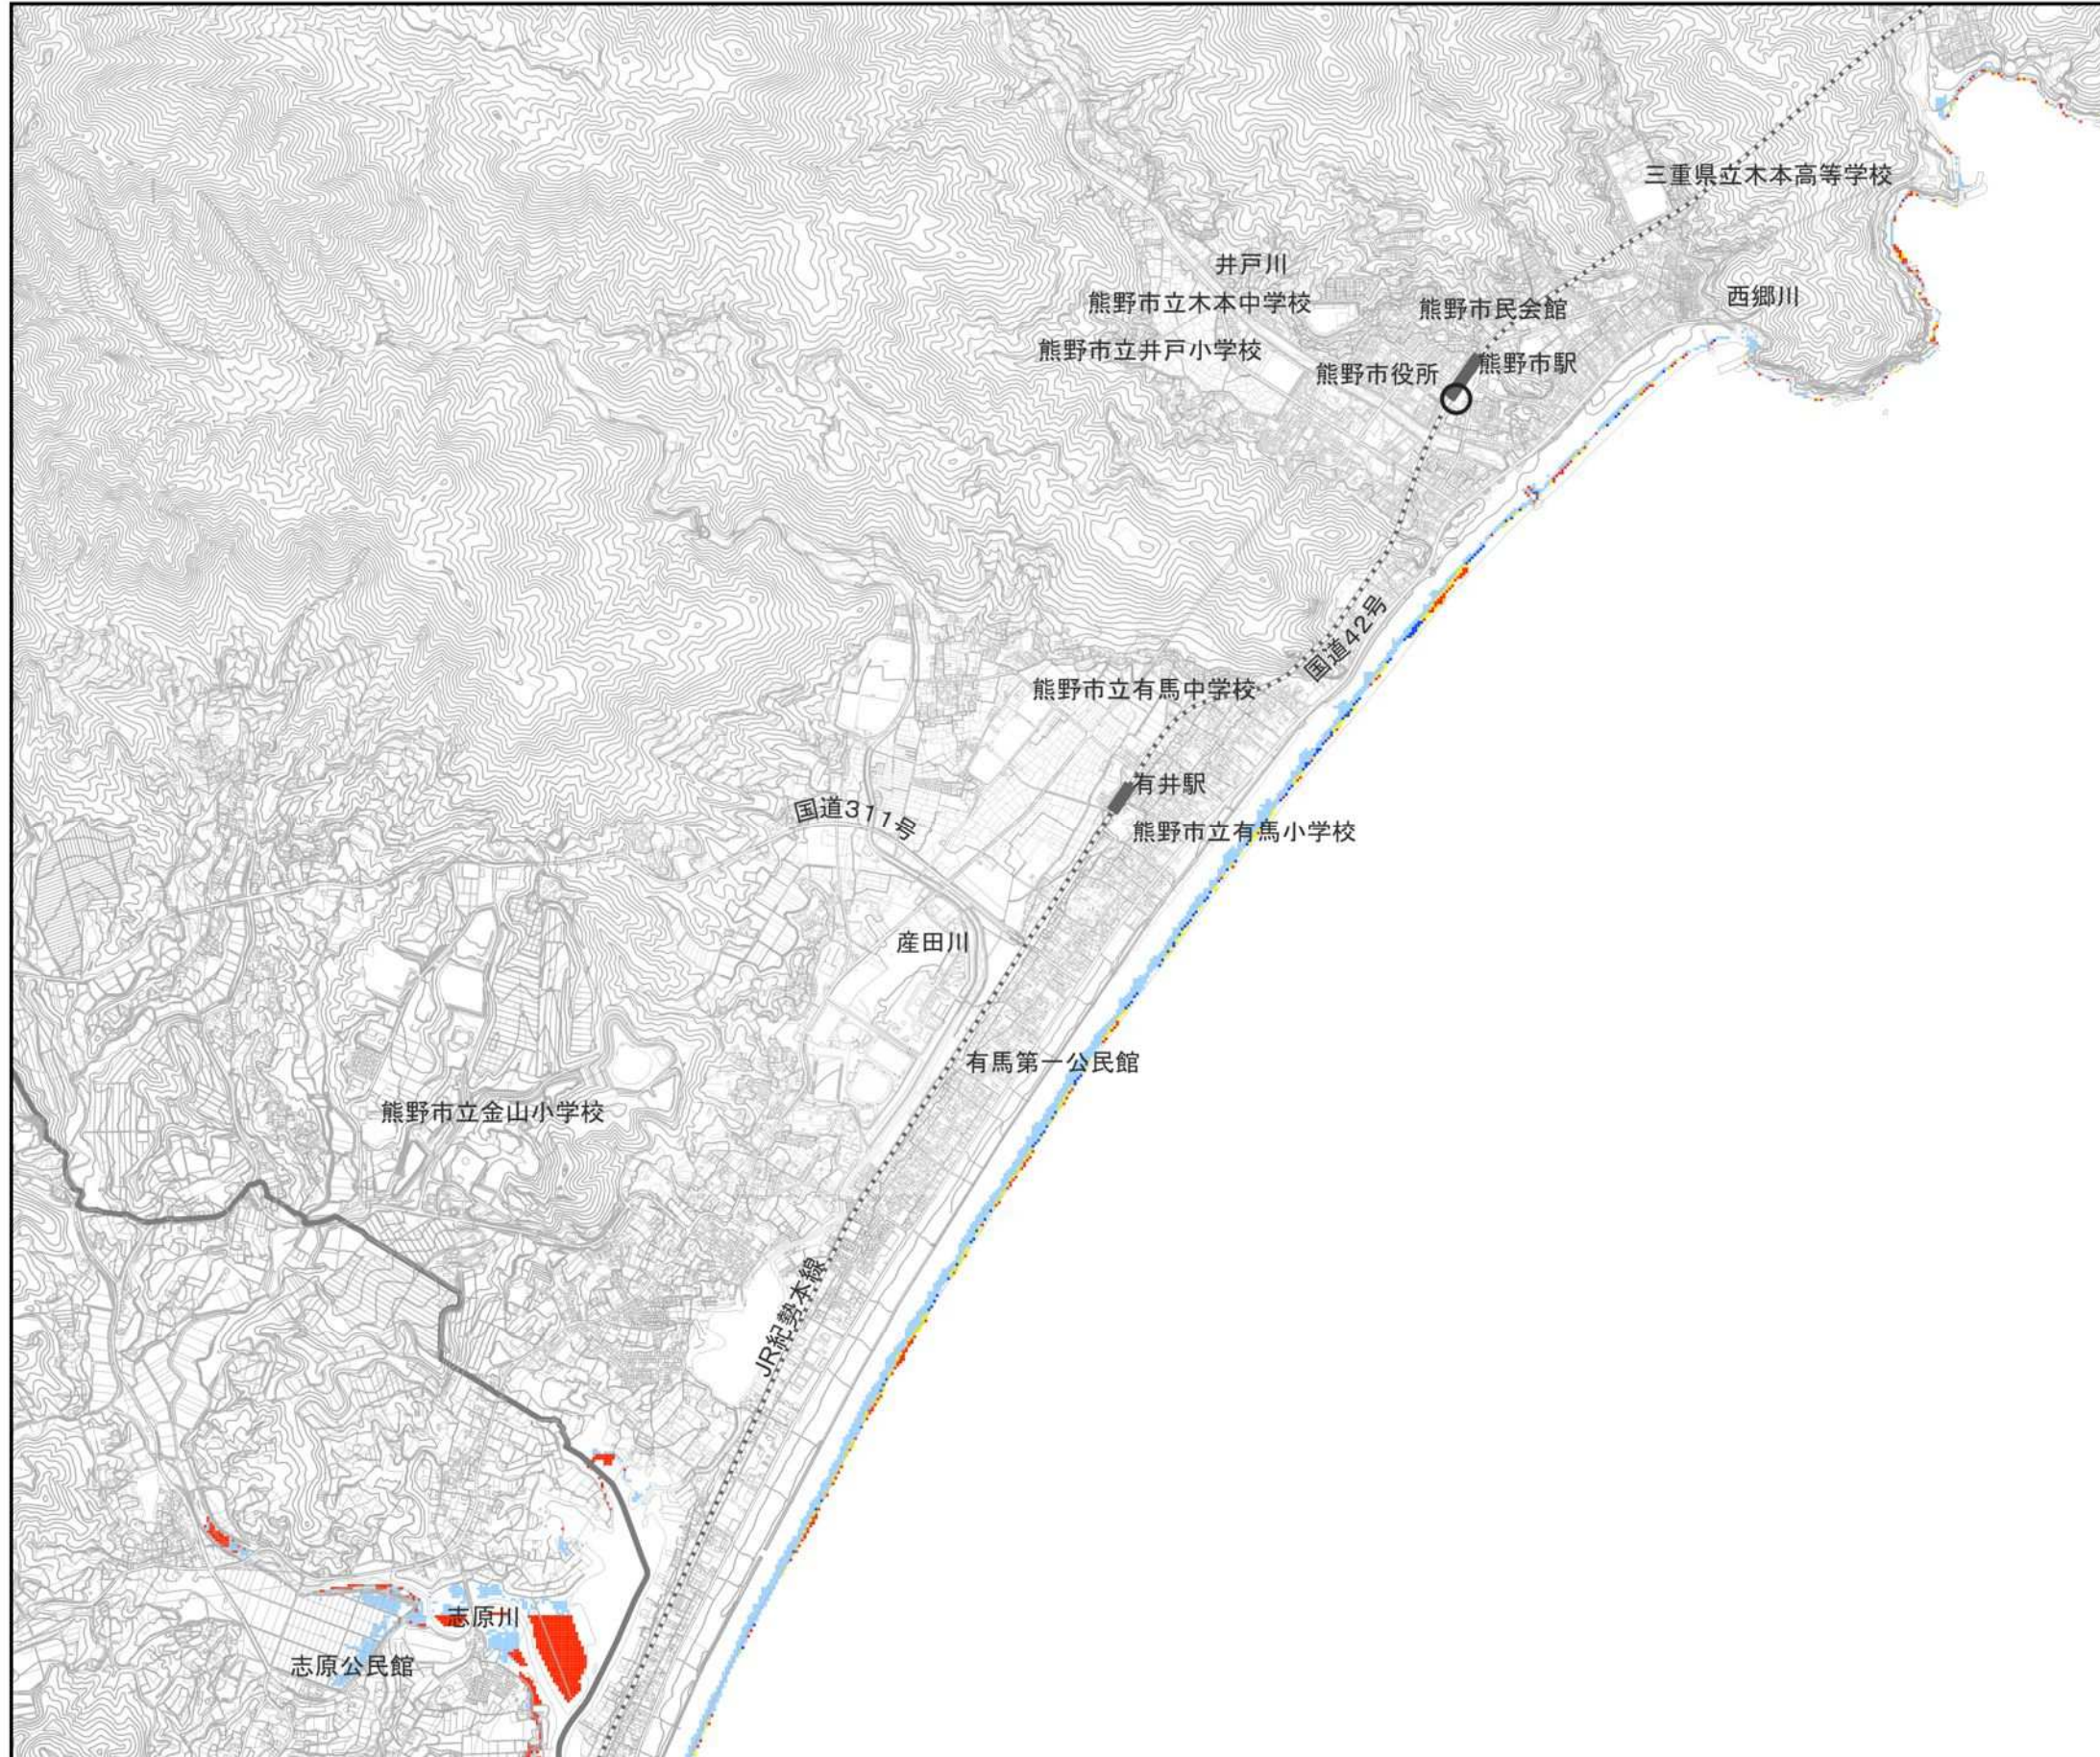 三重県立木本高等学校
井戸川
西郷川
熊野市立木本中学校
熊野市民会館
熊野市立井戸小学校
熊野市役所
熊野市駅
国道42号
熊野市立有馬中学校
有井駅
国道311号
熊野市立有馬小学校
産田川
有馬第一公民館
熊野市立金山小学校
JR紀勢本線
志原川
志原公民館